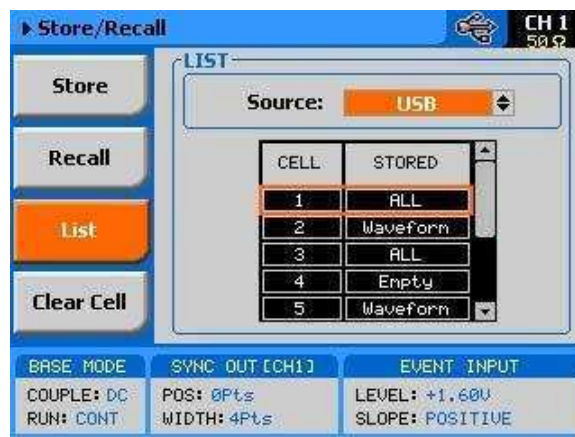 Store/Recall
CH 1
50 Ω
Store
Recall
List
Clear Cell
LIST
Source: USB
CELL STORED
1 ALL
2 Waveform
3 ALL
4 Empty
5 Waveform
BASE MODE
COUPLE: DC
RUN: CONT
SYNC OUT [CH1]
POS: 0Pts
WIDTH: 4Pts
EVENT INPUT
LEVEL: +1.60V
SLOPE: POSITIVE